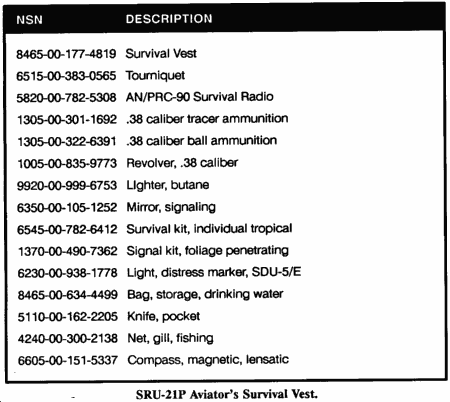 NSN DESCRIPTION
8465-00-177-4819 Survival Vest
6515-00-383-0565 Tourniquet
5820-00-782-5308 AN/PRC-90 Survival Radio
1305-00-301-1692 .38 caliber tracer ammunition
1305-00-322-6391 .38 caliber ball ammunition
1005-00-835-9773 Revolver, .38 caliber
9920-00-999-6753 LIghter, butane
6350-00-105-1252 Mirror, signaling
6545-00-782-6412 Survival kit, individual tropical
1370-00-490-7362 Signal kit, foliage penetrating
6230-00-938-1778 Light, distress marker, SDU-5/E
8465-00-634-4499 Bag, storage, drinking water
5110-00-162-2205 Knife, pocket
4240-00-300-2138 Net, gill, fishing
6605-00-151-5337 Compass, magnetic, lensatic
SRU-21P Aviator's Survival Vest.